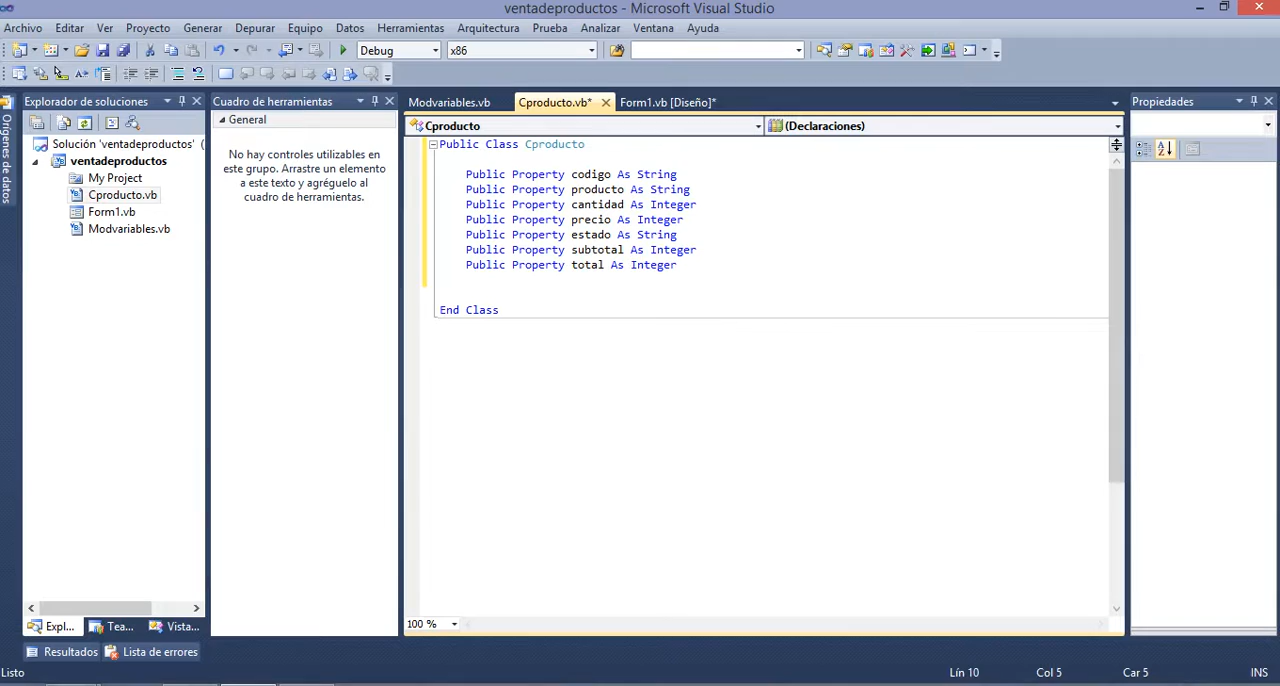 ventadeproductos - Microsoft Visual Studio
Archivo Editar Ver Proyecto Generar Depurar Equipo Datos Herramientas Arquitectura Prueba Analizar Ventana Ayuda
Debug x86
Orígenes de datos
Explorador de soluciones
Solución 'ventadeproductos' (
ventadeproductos
My Project
Cproducto.vb
Form1.vb
Modvariables.vb
Expl... Tea... Vista...
Cuadro de herramientas
General
No hay controles utilizables en
este grupo. Arrastre un elemento
a este texto y agréguelo al
cuadro de herramientas.
Modvariables.vb Cproducto.vb* Form1.vb [Diseño]*
Cproducto (Declaraciones)
Public Class Cproducto
Public Property codigo As String
Public Property producto As String
Public Property cantidad As Integer
Public Property precio As Integer
Public Property estado As String
Public Property subtotal As Integer
Public Property total As Integer
End Class
100 %
Propiedades
Resultados Lista de errores
Listo Lín 10 Col 5 Car 5 INS